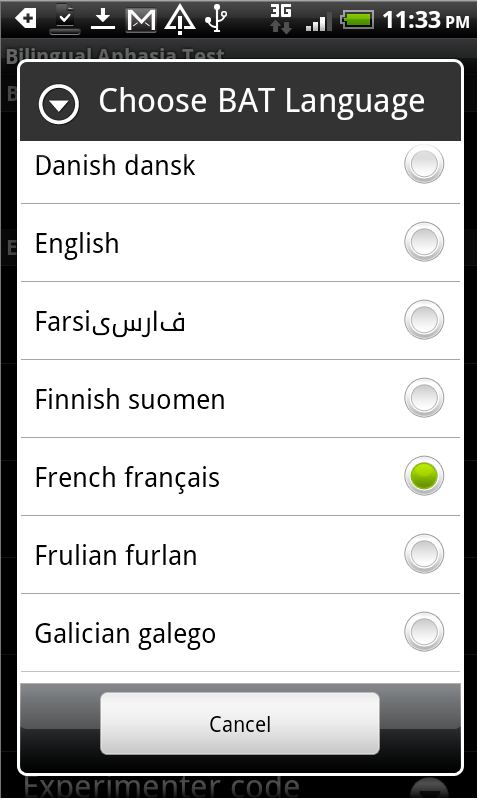 3G
11:33 PM
Bilingual Aphasia Test
Choose BAT Language
Danish dansk
English
Farsiﻑﺍﺭﺱﯼ
Finnish suomen
French français
Frulian furlan
Galician galego
Cancel
Experimenter code